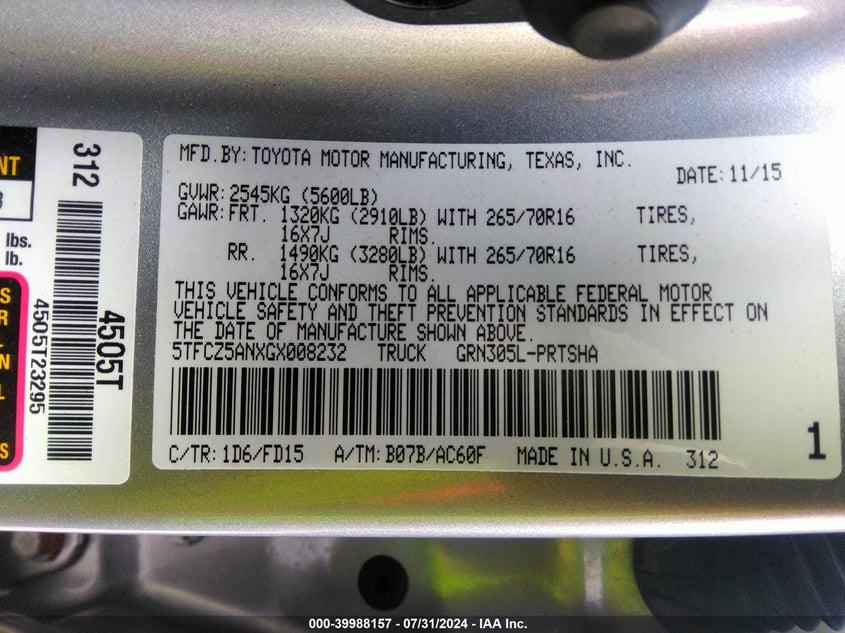 NT
3
lbs.
lb.
S
R
L
N
L
S
312
4505T
4505T23295
MFD.BY: TOYOTA MOTOR MANUFACTURING, TEXAS, INC.
DATE: 11/15
GVWR: 2545KG (5600LB)
GAWR: FRT. 1320KG (2910LB) WITH 265/70R16 TIRES,
16X7J RIMS.
RR. 1490KG (3280LB) WITH 265/70R16 TIRES,
16X7J RIMS.
THIS VEHICLE CONFORMS TO ALL APPLICABLE FEDERAL MOTOR
VEHICLE SAFETY AND THEFT PREVENTION STANDARDS IN EFFECT ON
THE DATE OF MANUFACTURE SHOWN ABOVE.
5TFCZ5ANXGX008232 TRUCK GRN305L-PRTSHA
C/TR: 1D6/FD15 A/TM: B07B/AC60F MADE IN U.S.A. 312
1
000-39988157 - 07/31/2024 - IAA Inc.